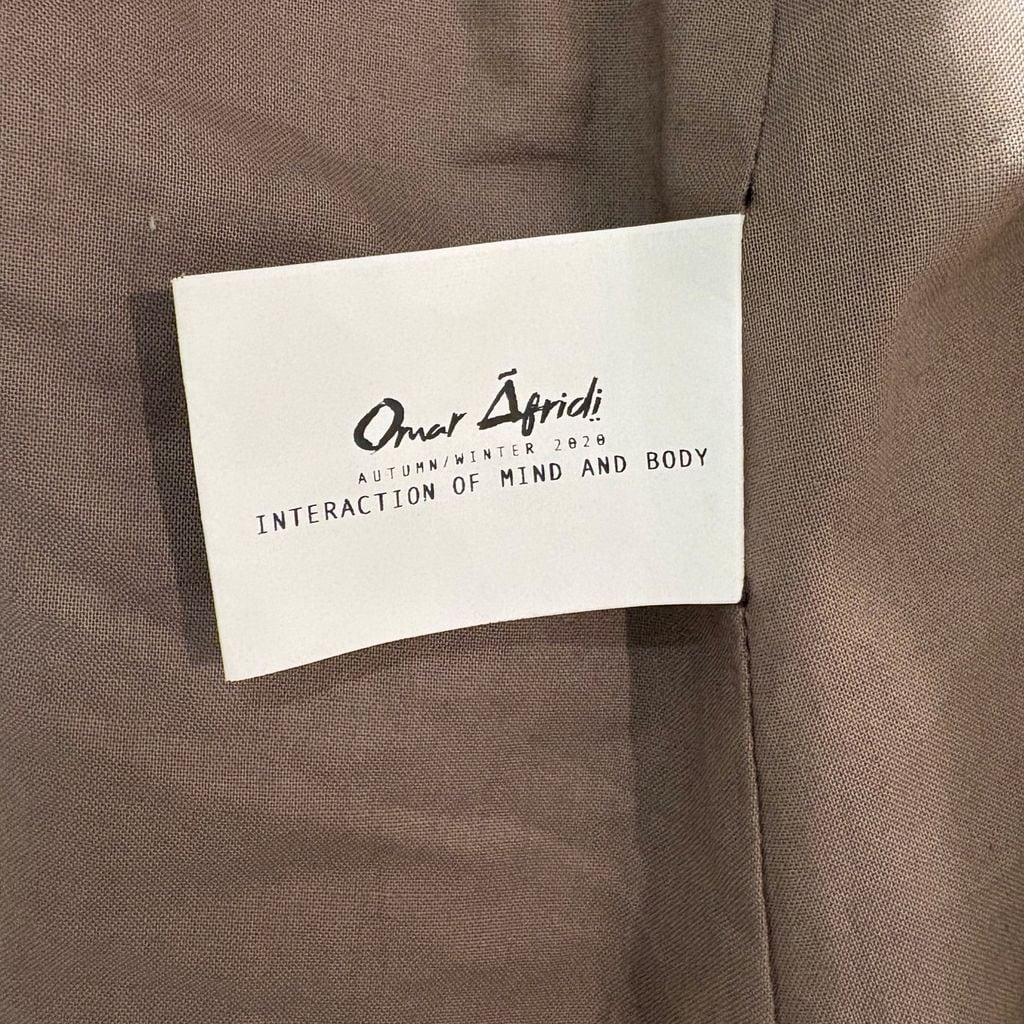 Omar Āfridi
AUTUMN/WINTER 2020
INTERACTION OF MIND AND BODY